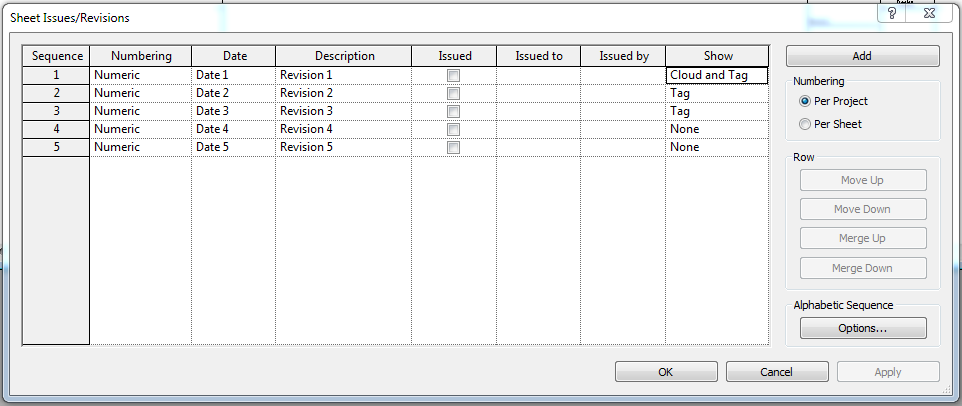 Sheet Issues/Revisions
?
Sequence Numbering Date Description Issued Issued to Issued by Show
1 Numeric Date 1 Revision 1 Cloud and Tag
2 Numeric Date 2 Revision 2 Tag
3 Numeric Date 3 Revision 3 Tag
4 Numeric Date 4 Revision 4 None
5 Numeric Date 5 Revision 5 None
Add
Numbering
Per Project
Per Sheet
Row
Move Up
Move Down
Merge Up
Merge Down
Alphabetic Sequence
Options...
OK Cancel Apply